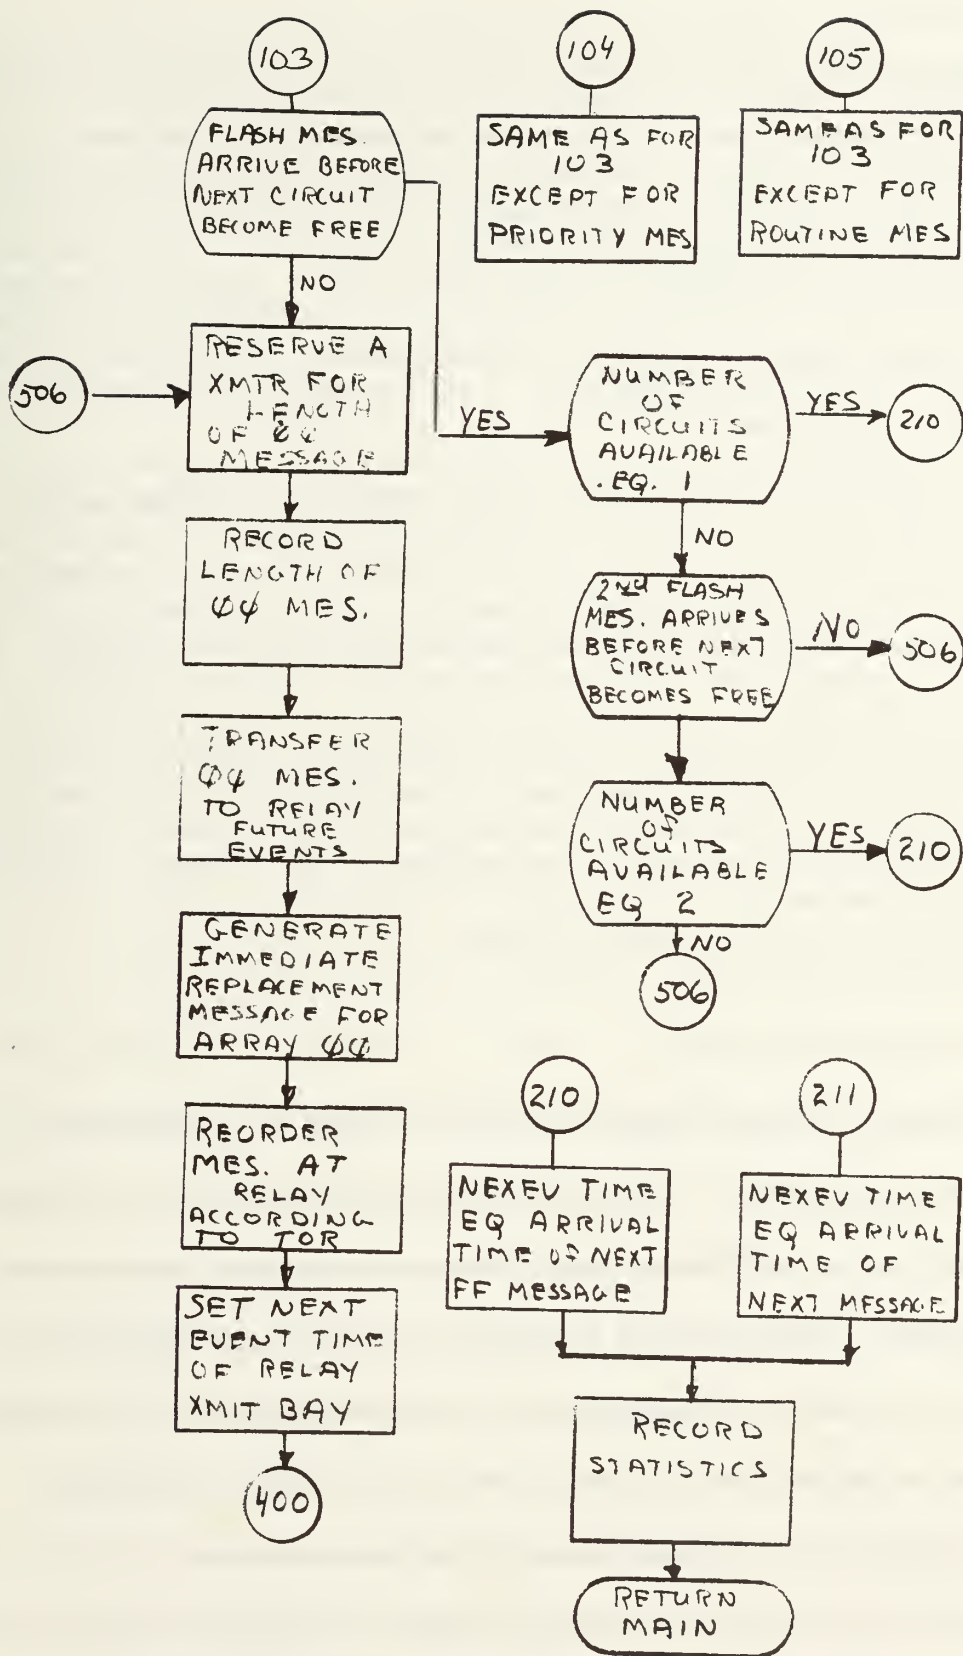 103
FLASH MES.
ARRIVE BEFORE
NEXT CIRCUIT
BECOME FREE
NO
506
RESERVE A
XMTR FOR
LENGTH
OF ØØ
MESSAGE
RECORD
LENGTH OF
ØØ MES.
TRANSFER
ØØ MES.
TO RELAY
FUTURE
EVENTS
GENERATE
IMMEDIATE
REPLACEMENT
MESSAGE FOR
ARRAY ØØ
REORDER
MES. AT
RELAY
ACCORDING
TO TOR
SET NEXT
EVENT TIME
OF RELAY
XMIT BAY
400
104
SAME AS FOR
103
EXCEPT FOR
PRIORITY MES.
105
SAME AS FOR
103
EXCEPT FOR
ROUTINE MES
YES
NUMBER
OF
CIRCUITS
AVAILABLE
.EQ. 1
YES
210
NO
2ND FLASH
MES. ARRIVES
BEFORE NEXT
CIRCUIT
BECOMES FREE
NO
506
NUMBER
OF
CIRCUITS
AVAILABLE
EQ 2
YES
210
NO
506
210
NEXEV TIME
EQ ARRIVAL
TIME OF NEXT
FF MESSAGE
211
NEXEV TIME
EQ ARRIVAL
TIME OF
NEXT MESSAGE
RECORD
STATISTICS
RETURN
MAIN